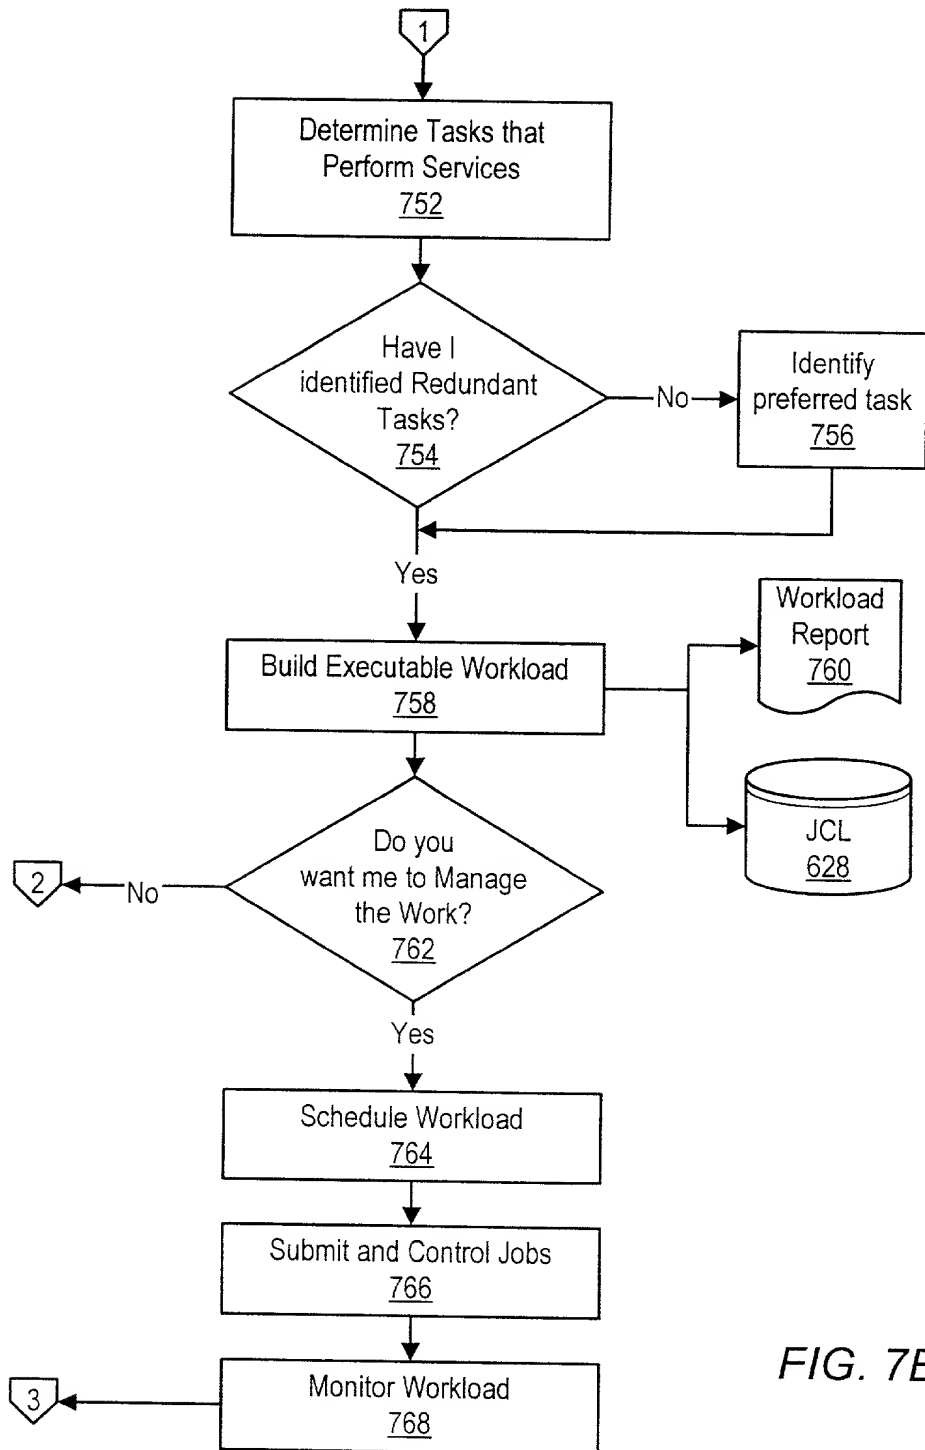 1
Determine Tasks that
Perform Services
752
Have I
identified Redundant
Tasks?
754
No
Identify
preferred task
756
Yes
Build Executable Workload
758
Workload
Report
760
JCL
628
Do you
want me to Manage
the Work?
762
No
2
Yes
Schedule Workload
764
Submit and Control Jobs
766
Monitor Workload
768
3
FIG. 7B